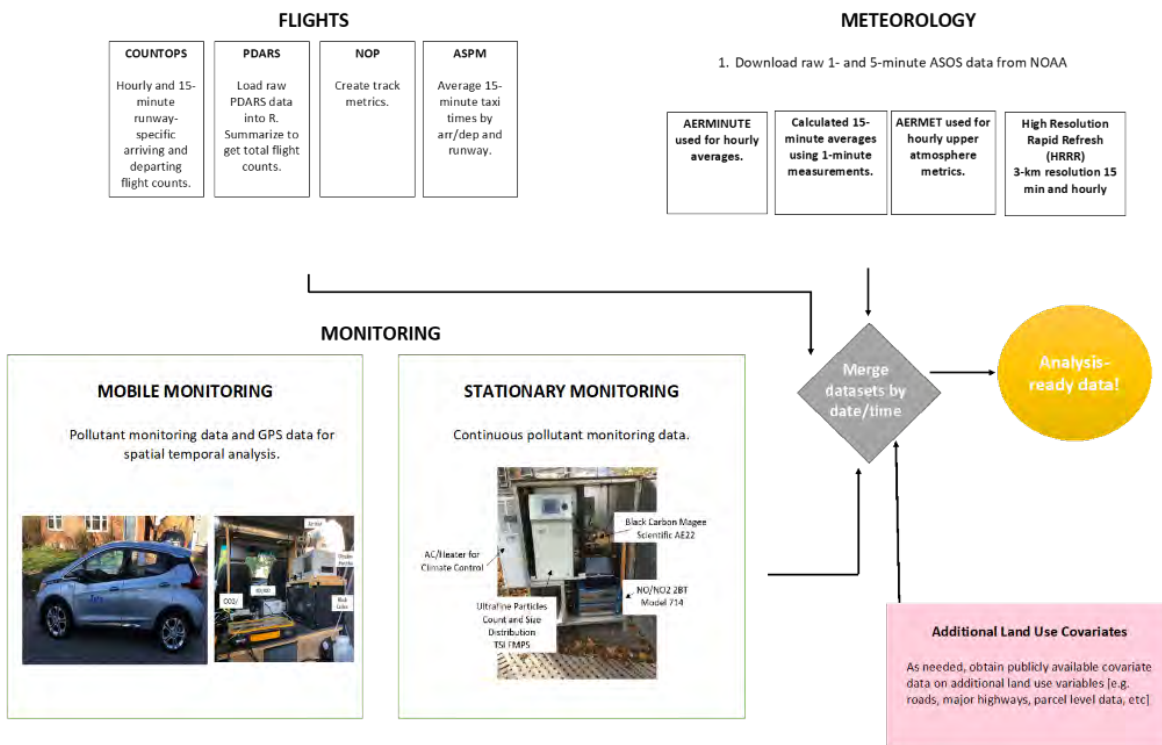 FLIGHTS
COUNTOPS
Hourly and 15-
minute
runway-
specific
arriving and
departing
flight counts.
PDARS
Load raw
PDARS data
into R.
Summarize to
get total flight
counts.
NOP
Create track
metrics.
ASPM
Average 15-
minute taxi
times by
arr/dep and
runway.
METEOROLOGY
1. Download raw 1- and 5-minute ASOS data from NOAA
AERMINUTE
used for hourly
averages.
Calculated 15-
minute averages
using 1-minute
measurements.
AERMET used for
hourly upper
atmosphere
metrics.
High Resolution
Rapid Refresh
(HRRR)
3-km resolution 15
min and hourly
MONITORING
MOBILE MONITORING
Pollutant monitoring data and GPS data for
spatial temporal analysis.
CO2/
STATIONARY MONITORING
Continuous pollutant monitoring data.
AC/Heater for
Climate Control
Black Carbon Magee
Scientific AE22
NO/NO2 2BT
Model 714
Ultrafine Particles
Count and Size
Distribution
TSI FMPS
Merge
datasets by
date/time
Analysis-
ready data!
Additional Land Use Covariates
As needed, obtain publicly available covariate
data on additional land use variables [e.g.
roads, major highways, parcel level data, etc]